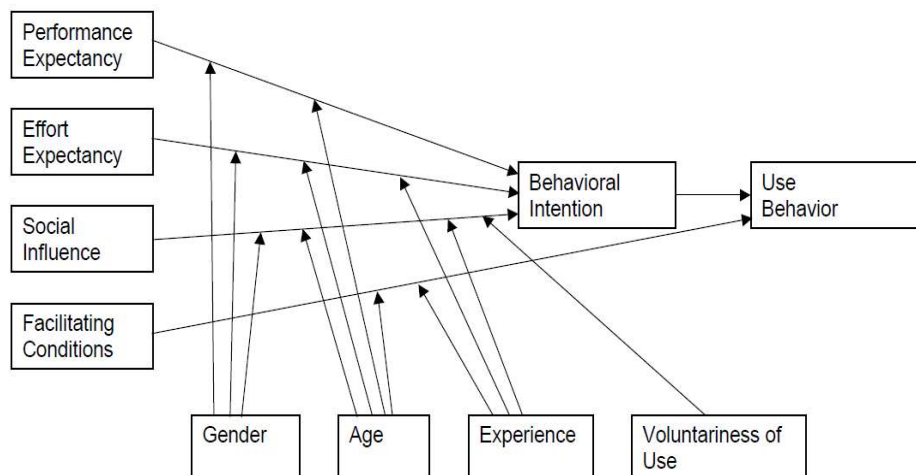 Performance
Expectancy
Effort
Expectancy
Social
Influence
Facilitating
Conditions
Behavioral
Intention
Use
Behavior
Gender
Age
Experience
Voluntariness of
Use